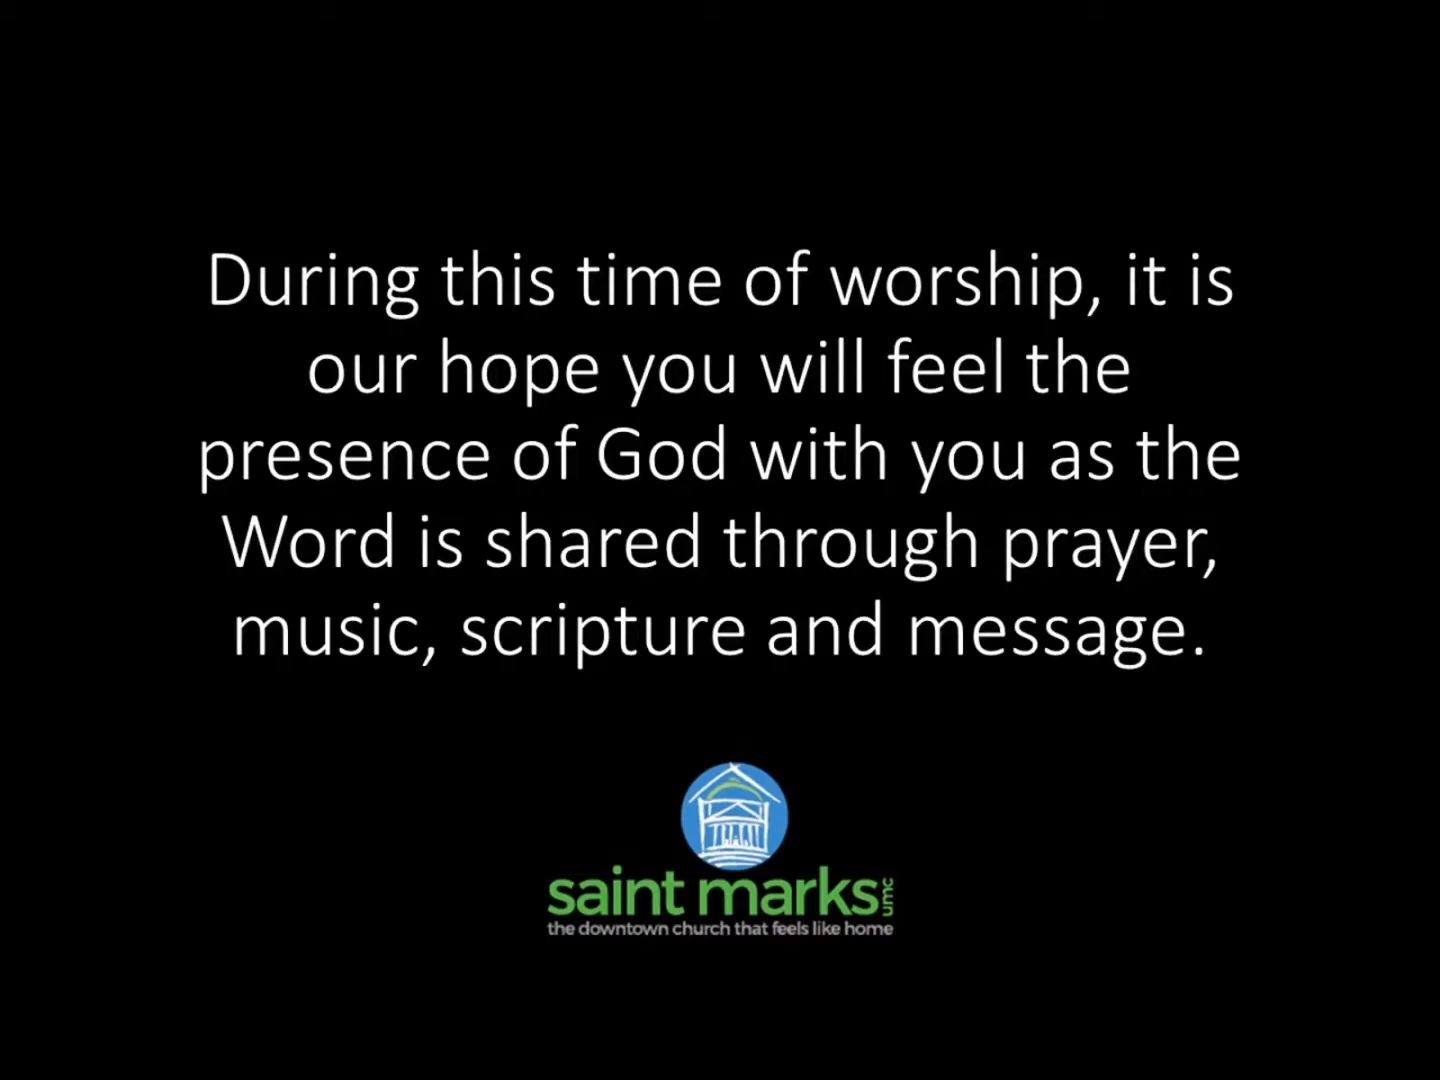 During this time of worship, it is
our hope you will feel the
presence of God with you as the
Word is shared through prayer,
music, scripture and message.
saint marks umc
the downtown church that feels like home